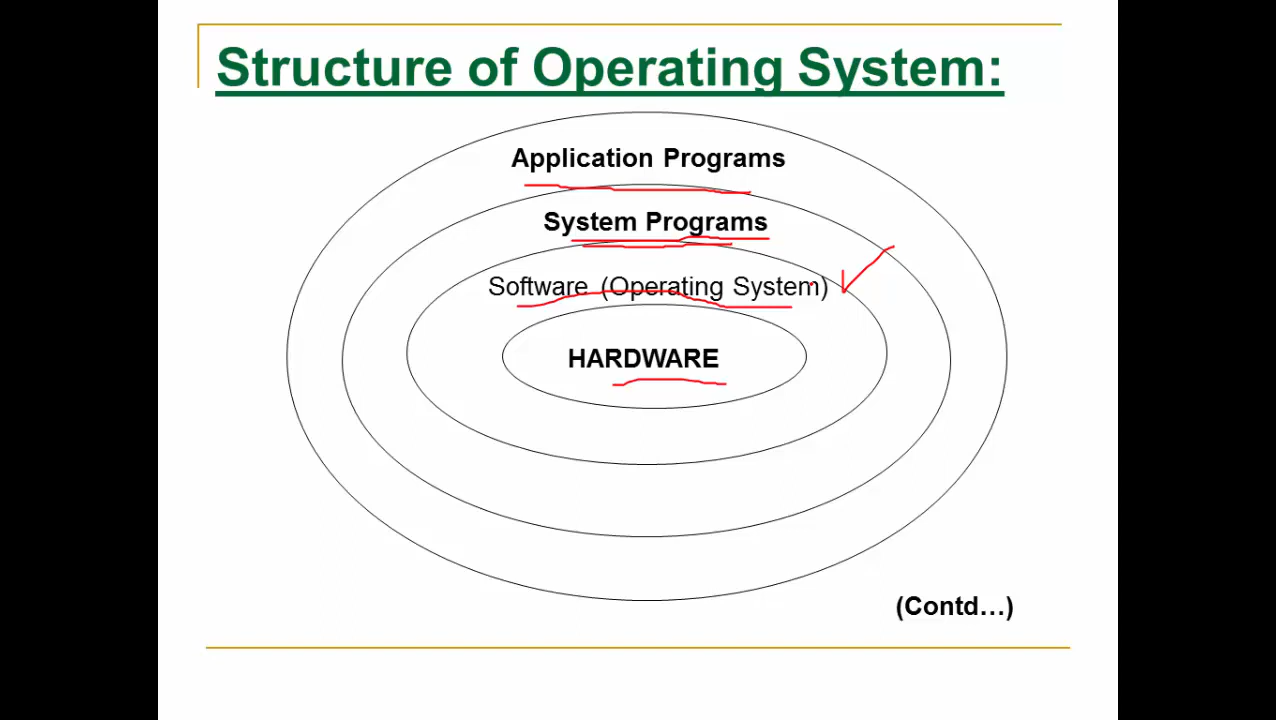 Structure of Operating System:
Application Programs
System Programs
Software (Operating System)
HARDWARE
(Contd...)